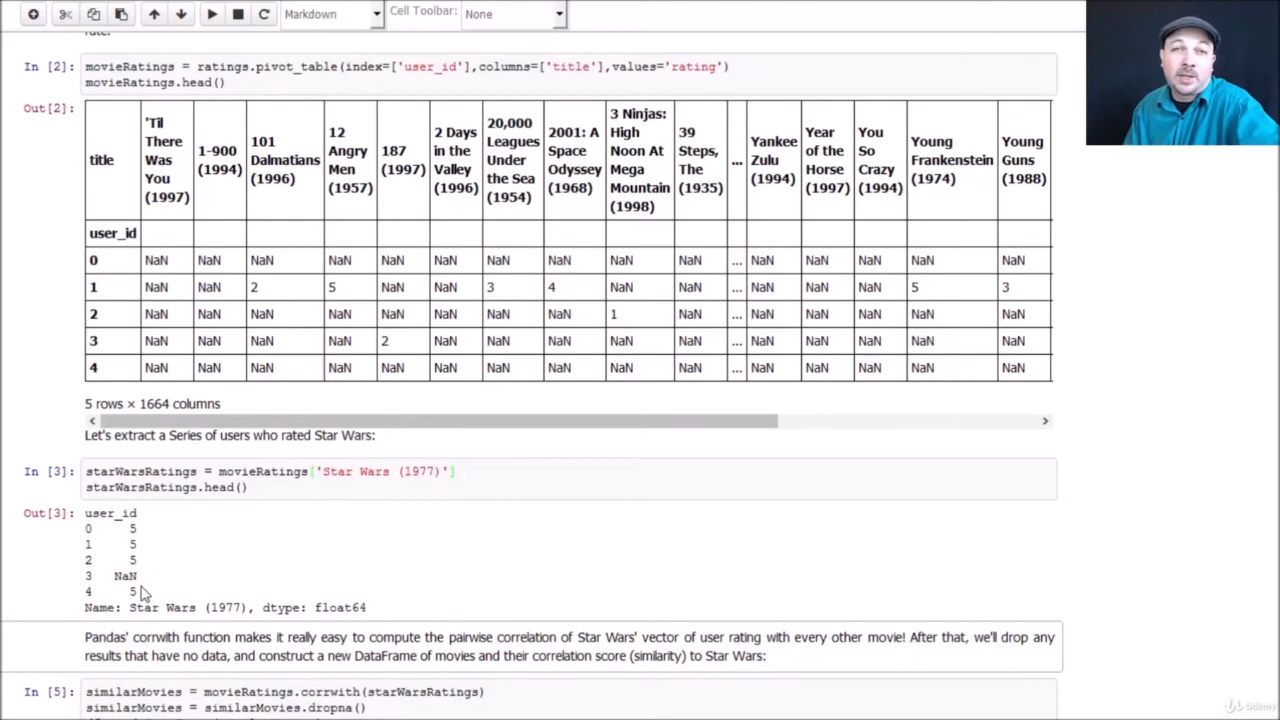 Markdown
Cell Toolbar:
None
rate.
In [2]:
movieRatings = ratings.pivot_table(index=['user_id'],columns=['title'],values='rating')
movieRatings.head()
Out[2]:
title 'Til There Was You (1997) 1-900 (1994) 101 Dalmatians (1996) 12 Angry Men (1957) 187 (1997) 2 Days in the Valley (1996) 20,000 Leagues Under the Sea (1954) 2001: A Space Odyssey (1968) 3 Ninjas: High Noon At Mega Mountain (1998) 39 Steps, The (1935) ... Yankee Zulu (1994) Year of the Horse (1997) You So Crazy (1994) Young Frankenstein (1974) Young Guns (1988)
user_id
0 NaN NaN NaN NaN NaN NaN NaN NaN NaN NaN ... NaN NaN NaN NaN NaN
1 NaN NaN 2 5 NaN NaN 3 4 NaN NaN ... NaN NaN NaN 5 3
2 NaN NaN NaN NaN NaN NaN NaN NaN 1 NaN ... NaN NaN NaN NaN NaN
3 NaN NaN NaN NaN 2 NaN NaN NaN NaN NaN ... NaN NaN NaN NaN NaN
4 NaN NaN NaN NaN NaN NaN NaN NaN NaN NaN ... NaN NaN NaN NaN NaN
5 rows × 1664 columns
Let's extract a Series of users who rated Star Wars:
In [3]:
starWarsRatings = movieRatings['Star Wars (1977)']
starWarsRatings.head()
Out[3]:
user_id
0 5
1 5
2 5
3 NaN
4 5
Name: Star Wars (1977), dtype: float64
Pandas' corrwith function makes it really easy to compute the pairwise correlation of Star Wars' vector of user rating with every other movie! After that, we'll drop any
results that have no data, and construct a new DataFrame of movies and their correlation score (similarity) to Star Wars:
In [5]:
similarMovies = movieRatings.corrwith(starWarsRatings)
similarMovies = similarMovies.dropna()
Udemy